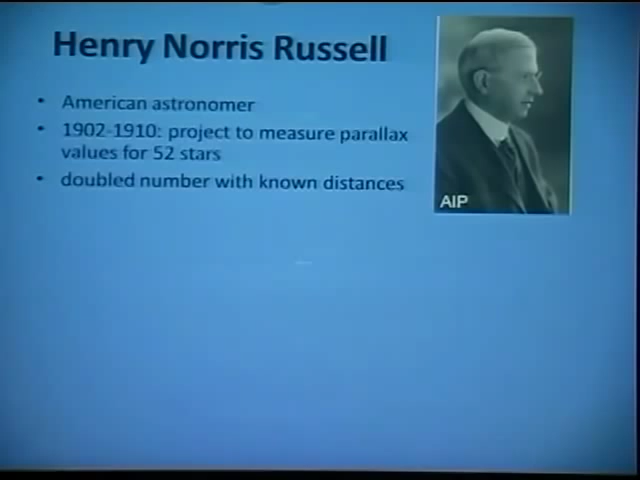 Henry Norris Russell
• American astronomer
• 1902-1910: project to measure parallax
values for 52 stars
• doubled number with known distances
AIP